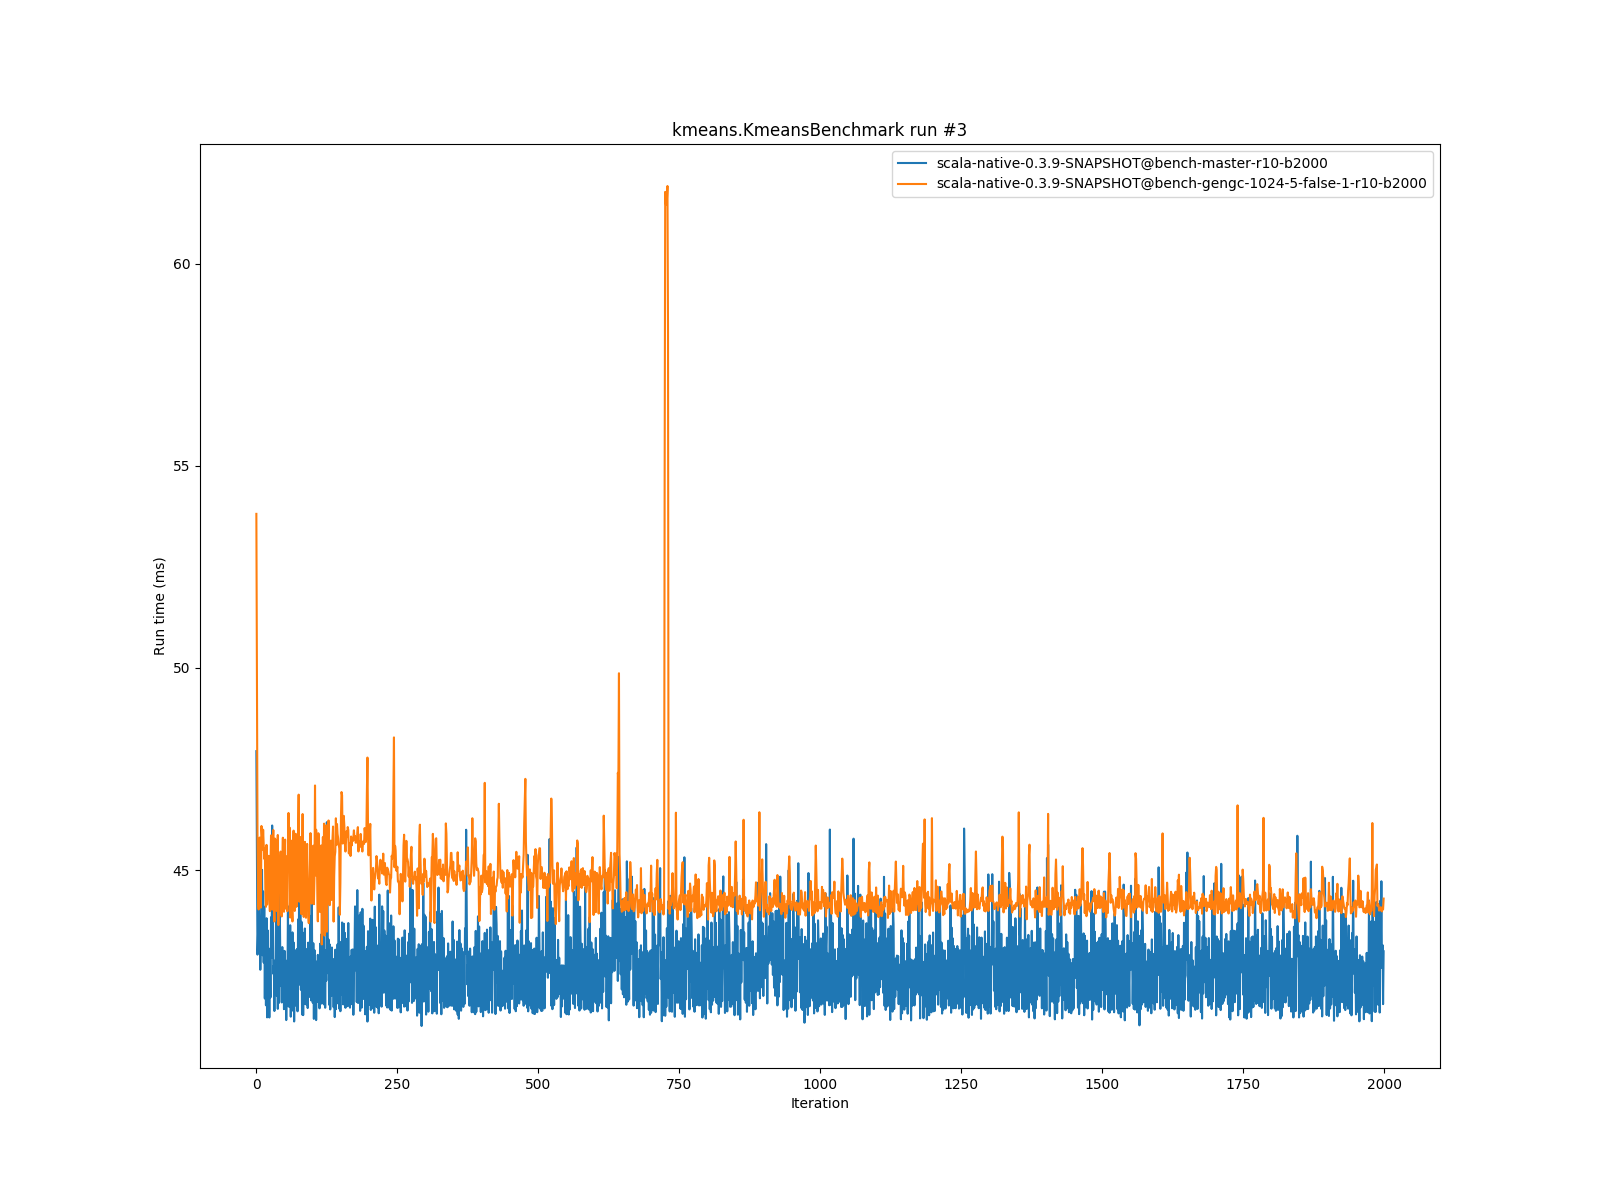 kmeans.KmeansBenchmark run #3
scala-native-0.3.9-SNAPSHOT@bench-master-r10-b2000
scala-native-0.3.9-SNAPSHOT@bench-gengc-1024-5-false-1-r10-b2000
60
55
50
45
Run time (ms)
0 250 500 750 1000 1250 1500 1750 2000
Iteration